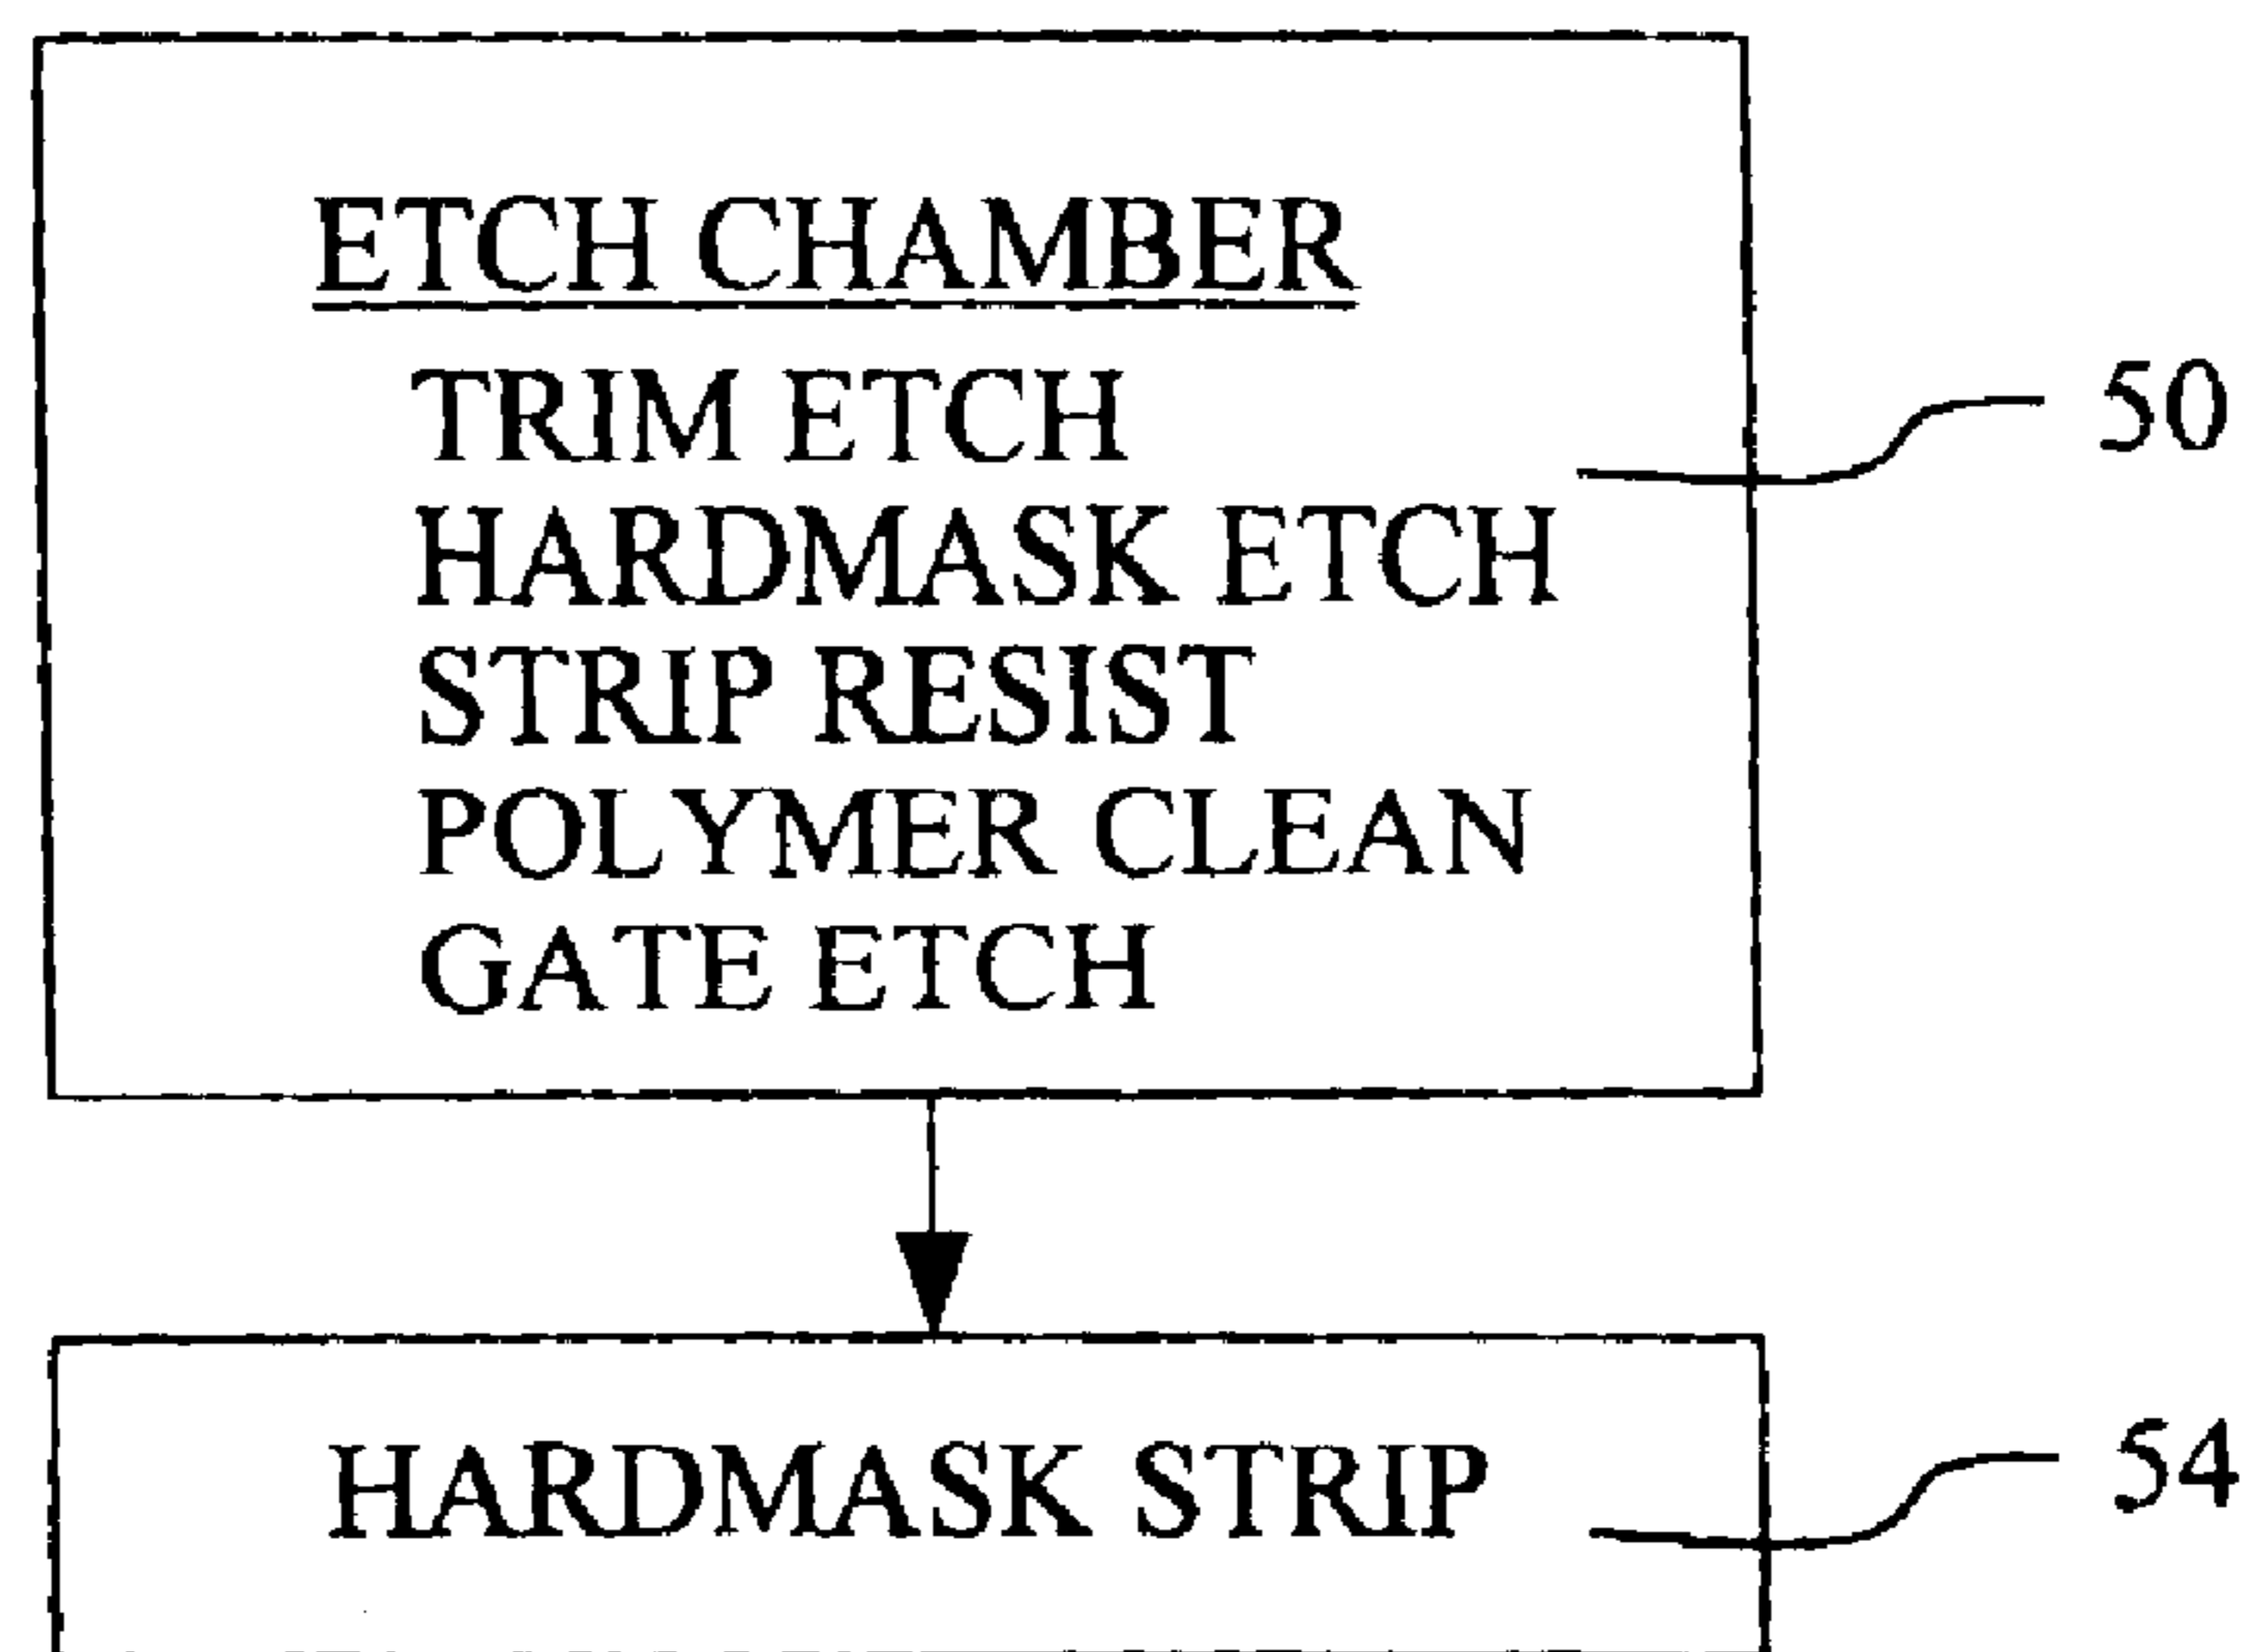 ETCH CHAMBER
TRIM ETCH
50
HARDMASK ETCH
STRIP RESIST
POLYMER CLEAN
GATE ETCH
HARDMASK STRIP
54